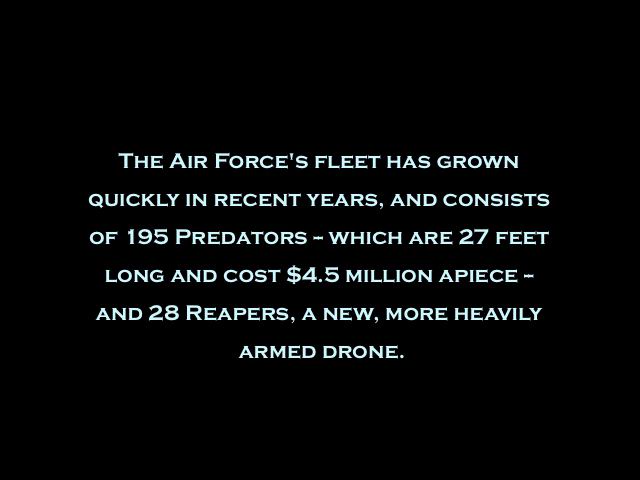 The Air Force's fleet has grown
quickly in recent years, and consists
of 195 Predators – which are 27 feet
long and cost $4.5 million apiece –
and 28 Reapers, a new, more heavily
armed drone.